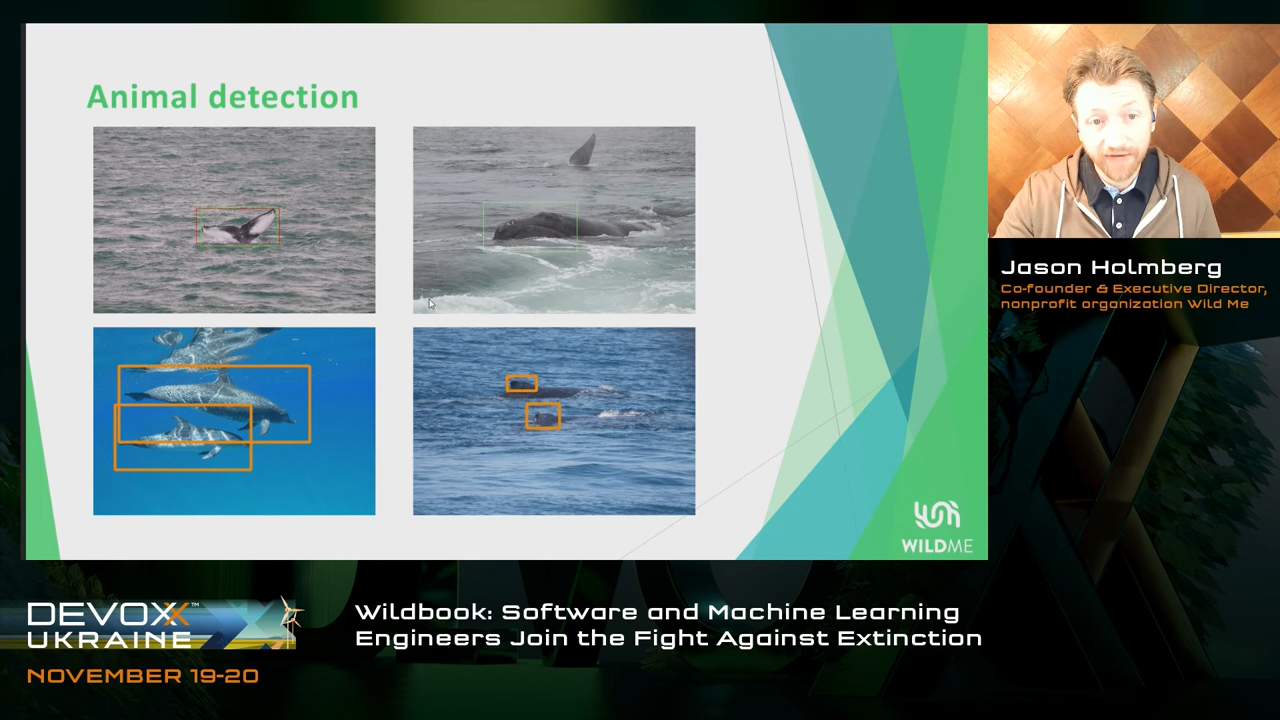 Animal detection
WILDME
Jason Holmberg
Co-founder & Executive Director,
nonprofit organization Wild Me
DEVOXX™
UKRAINE
NOVEMBER 19-20
Wildbook: Software and Machine Learning
Engineers Join the Fight Against Extinction